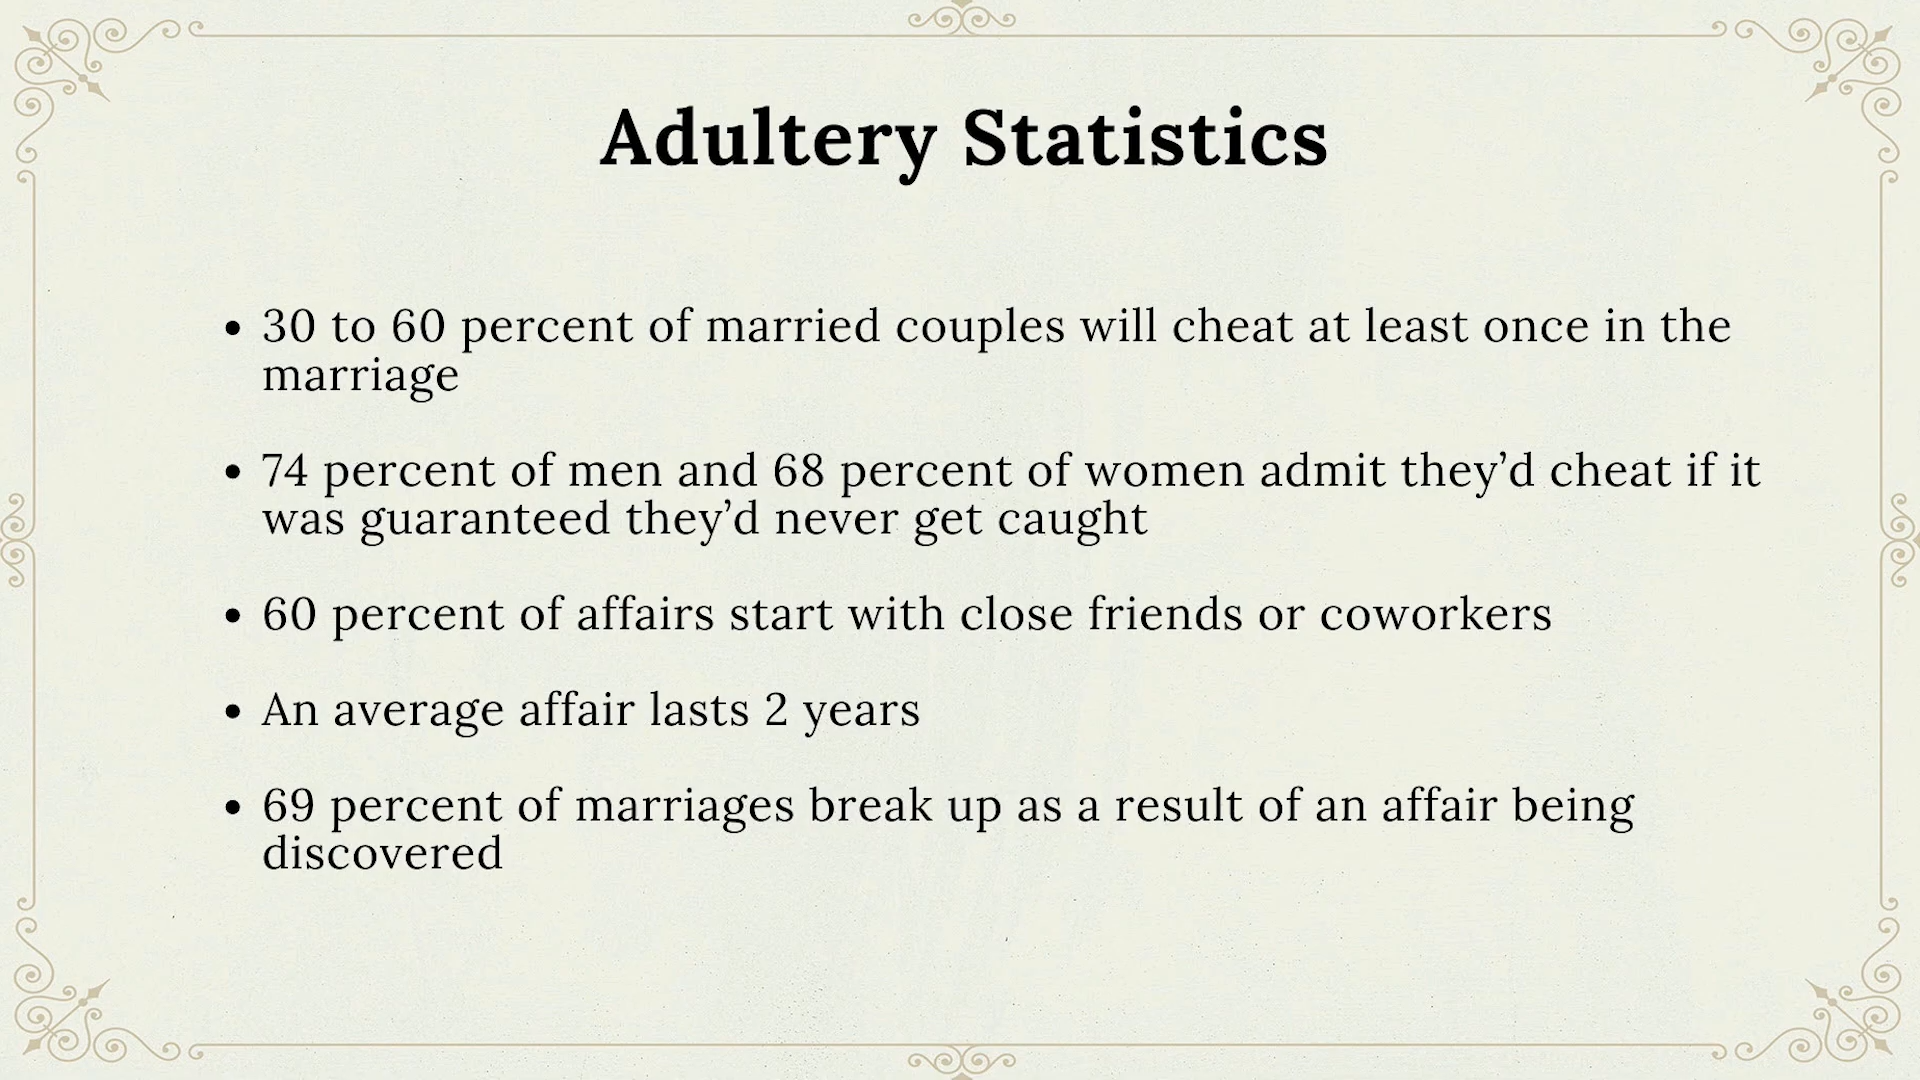 Adultery Statistics
• 30 to 60 percent of married couples will cheat at least once in the
marriage
• 74 percent of men and 68 percent of women admit they’d cheat if it
was guaranteed they’d never get caught
• 60 percent of affairs start with close friends or coworkers
• An average affair lasts 2 years
• 69 percent of marriages break up as a result of an affair being
discovered